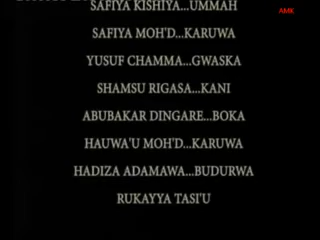 SAFIYA KISHIYA...UMMAH
AMK
SAFIYA MOH'D...KARUWA
YUSUF CHAMMA...GWASKA
SHAMSU RIGASA...KANI
ABUBAKAR DINGARE...BOKA
HAUWA'U MOH'D...KARUWA
HADIZA ADAMAWA...BUDURWA
RUKAYYA TASI'U